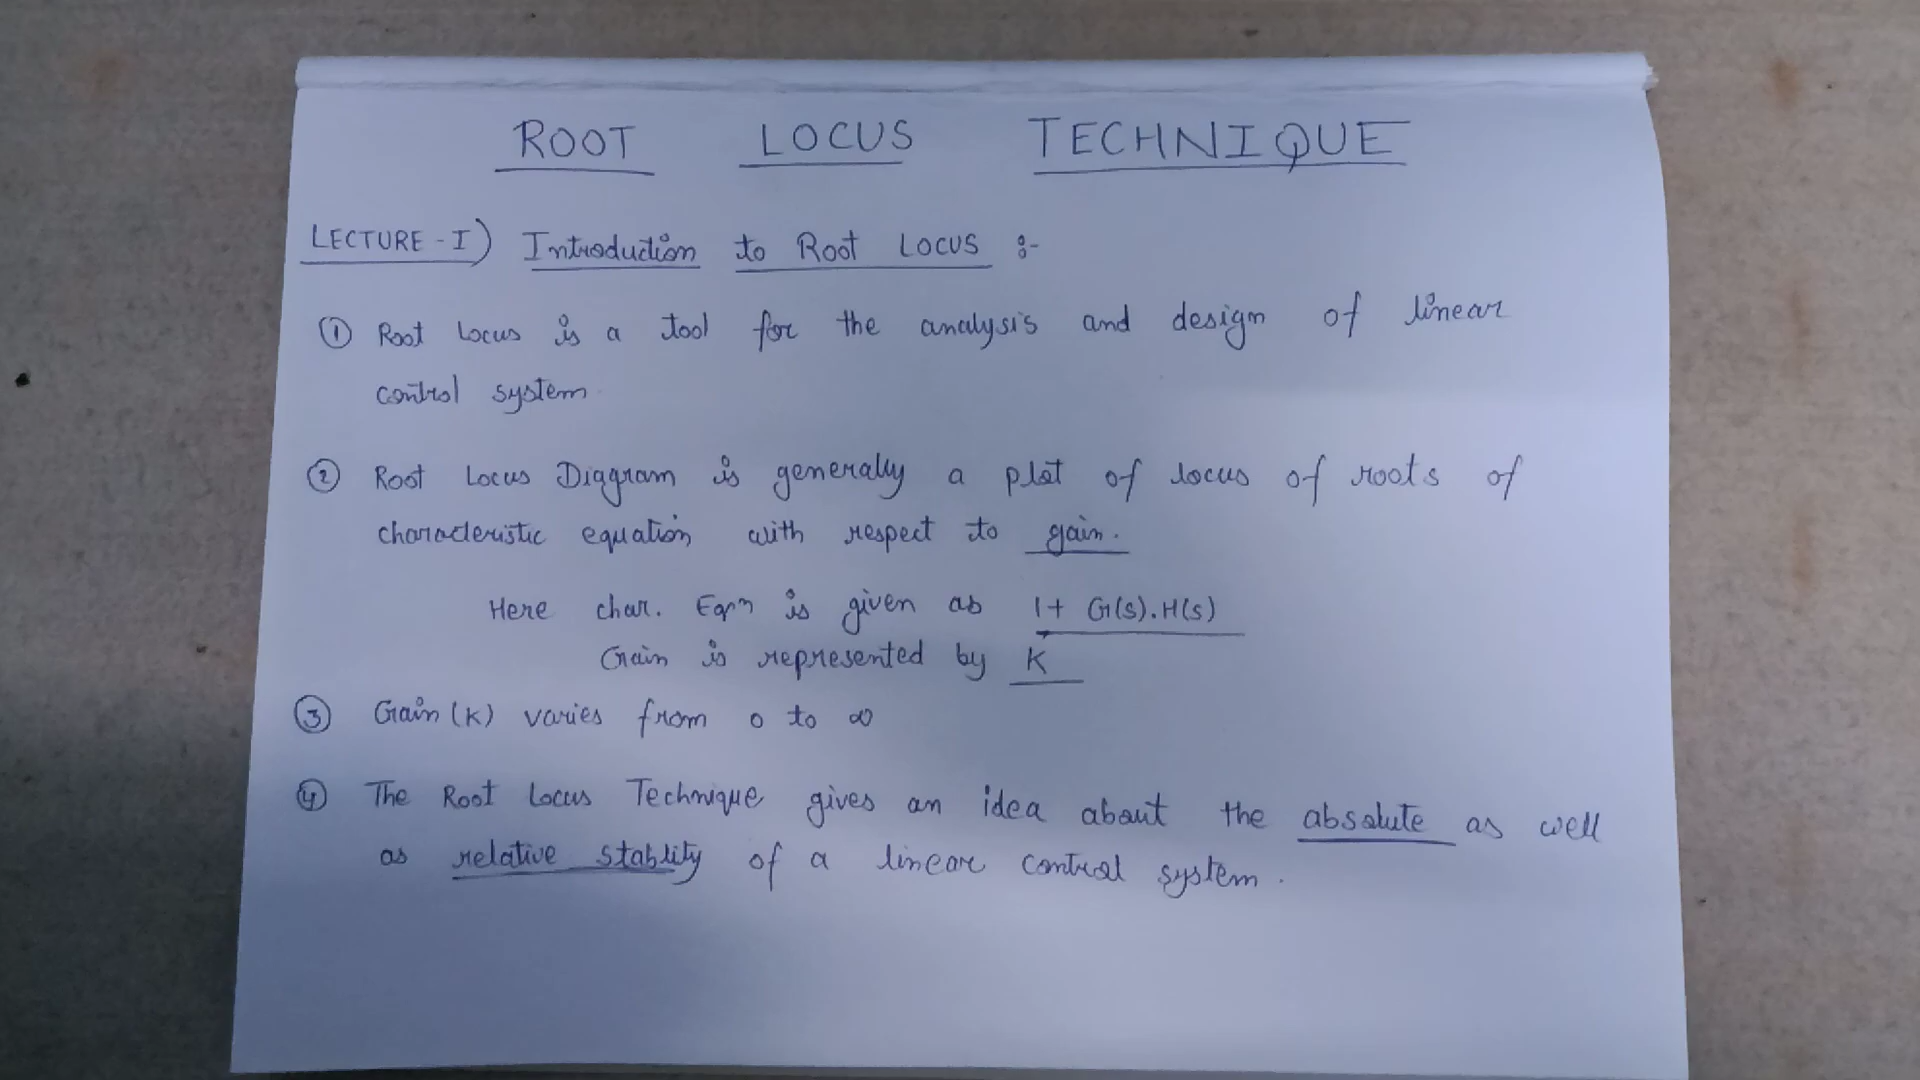 ROOT LOCUS TECHNIQUE
LECTURE-I) Introduction to Root Locus :-
① Root Locus is a tool for the analysis and design of linear
control system.
② Root Locus Diagram is generally a plot of locus of roots of
characteristic equation with respect to gain.
Here char. Eqn is given as 1+ G(s).H(s)
Gain is represented by K
③ Gain (K) varies from 0 to ∞
④ The Root Locus Technique gives an idea about the absolute as well
as relative stablity of a linear control system.